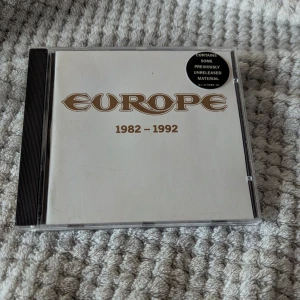 CONTAINS
SOME
PREVIOUSLY
UNRELEASED
MATERIAL
EUROPE
1982 – 1992